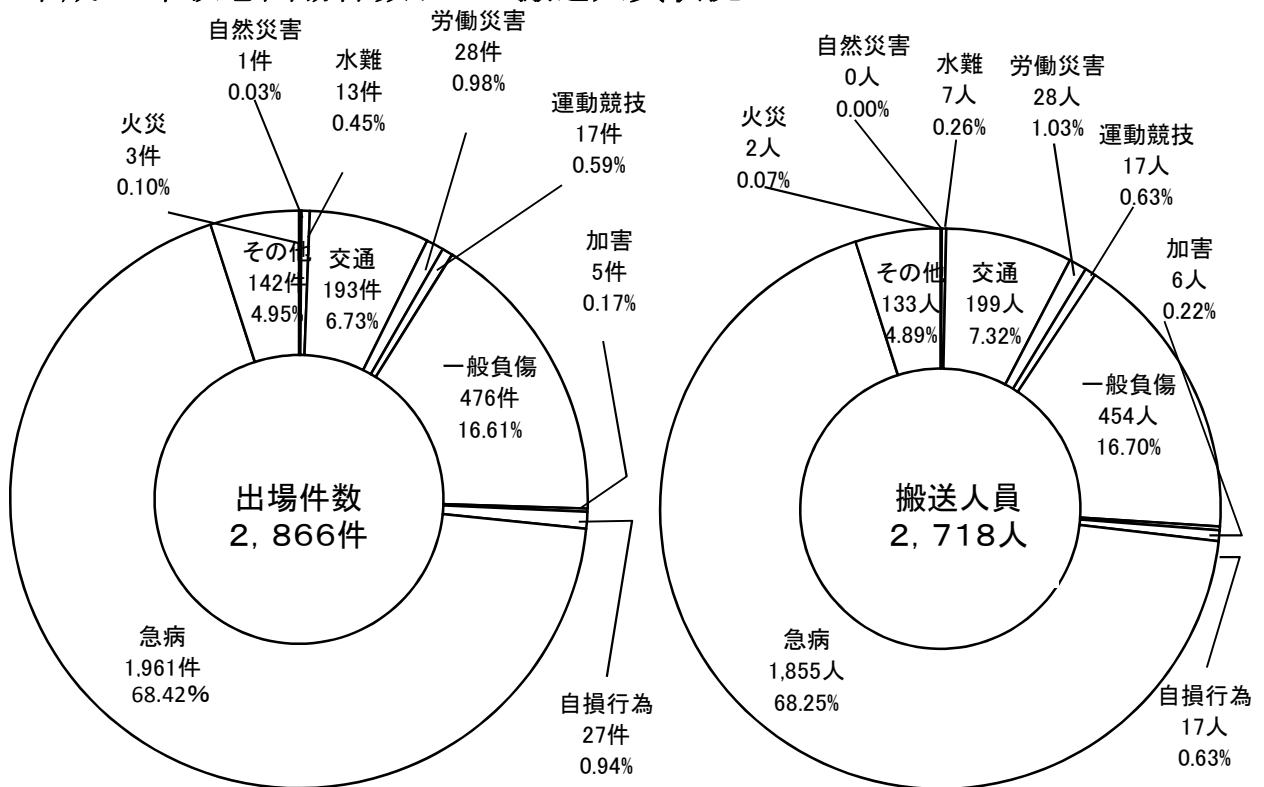 自然災害
1件
0.03%
水難
13件
0.45%
労働災害
28件
0.98%
運動競技
17件
0.59%
火災
3件
0.10%
その他
142件
4.95%
交通
193件
6.73%
加害
5件
0.17%
一般負傷
476件
16.61%
出場件数
2,866件
急病
1,961件
68.42%
自損行為
27件
0.94%
自然災害
0人
0.00%
水難
7人
0.26%
労働災害
28人
1.03%
運動競技
17人
0.63%
火災
2人
0.07%
その他
133人
4.89%
交通
199人
7.32%
加害
6人
0.22%
一般負傷
454人
16.70%
搬送人員
2,718人
急病
1,855人
68.25%
自損行為
17人
0.63%